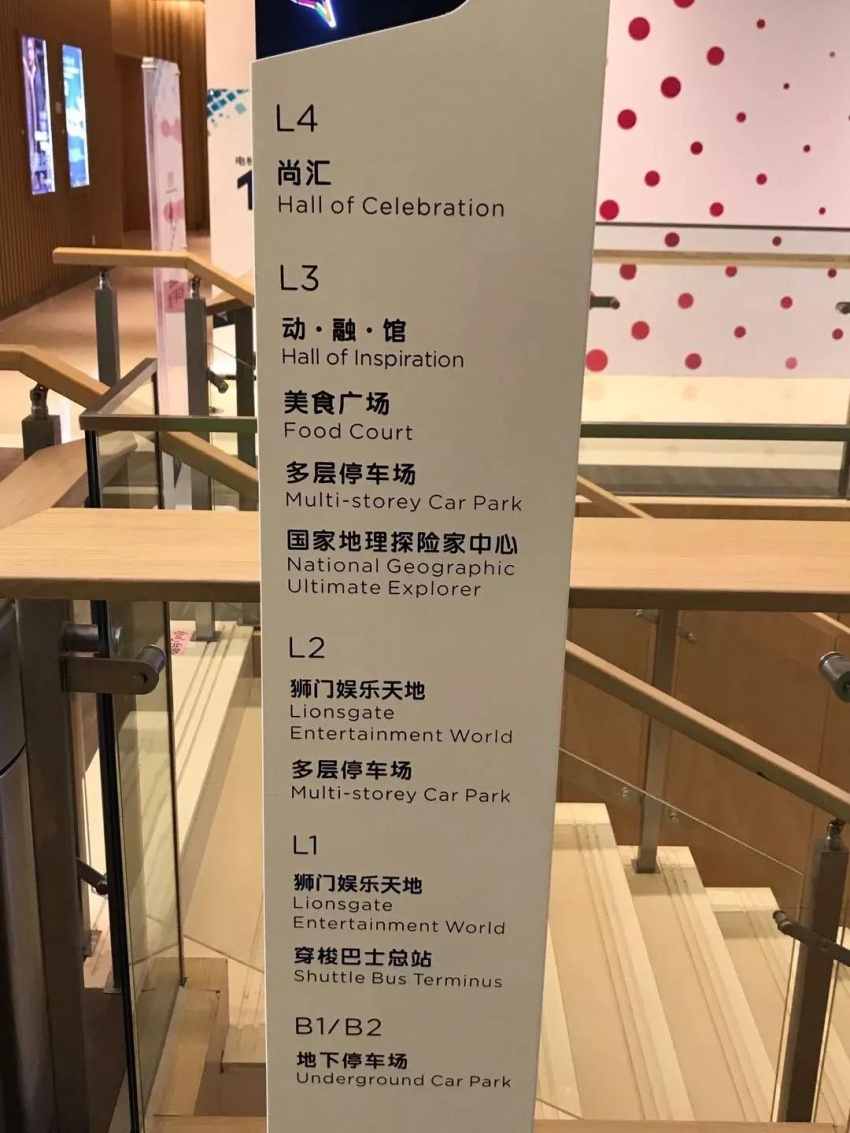 L4
尚汇
Hall of Celebration
L3
动·融·馆
Hall of Inspiration
美食广场
Food Court
多层停车场
Multi-storey Car Park
国家地理探险家中心
National Geographic
Ultimate Explorer
L2
狮门娱乐天地
Lionsgate
Entertainment World
多层停车场
Multi-storey Car Park
L1
狮门娱乐天地
Lionsgate
Entertainment World
穿梭巴士总站
Shuttle Bus Terminus
B1/B2
地下停车场
Underground Car Park